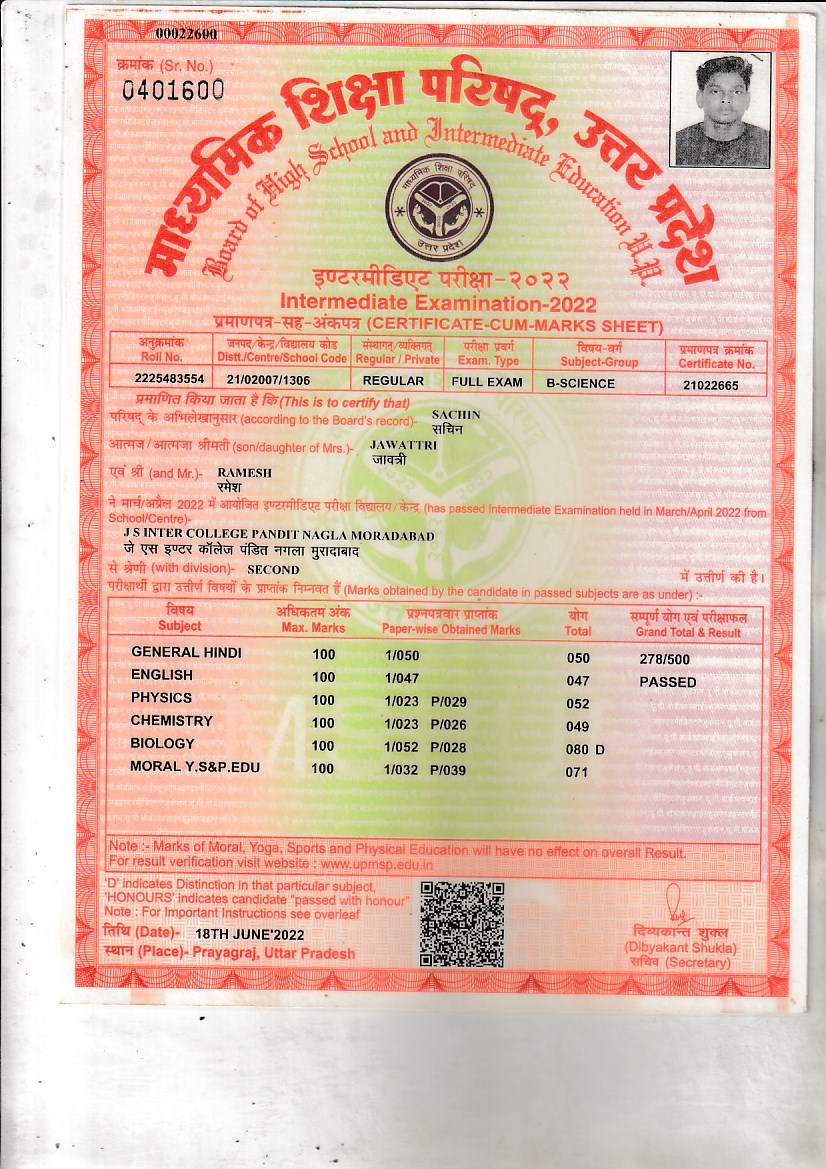 00022600
क्रमांक (Sr. No.)
0401600
माध्यमिक शिक्षा परिषद्, उत्तर प्रदेश
Board of High School and Intermediate Education U.P.
माध्यमिक शिक्षा परिषद्
उत्तर प्रदेश
इण्टरमीडिएट परीक्षा-२०२२
Intermediate Examination-2022
प्रमाणपत्र-सह-अंकपत्र (CERTIFICATE-CUM-MARKS SHEET)
अनुक्रमांक जनपद/केन्द्र/विद्यालय कोड संस्थागत/व्यक्तिगत परीक्षा प्रवर्ग विषय-वर्ग प्रमाणपत्र क्रमांक
Roll No. Distt./Centre/School Code Regular / Private Exam. Type Subject-Group Certificate No.
2225483554 21/02007/1306 REGULAR FULL EXAM B-SCIENCE 21022665
प्रमाणित किया जाता है कि (This is to certify that)
परिषद् के अभिलेखानुसार (according to the Board's record)- SACHIN
सचिन
आत्मज/आत्मजा श्रीमती (son/daughter of Mrs.)- JAWATTRI
जावत्री
एवं श्री (and Mr.)- RAMESH
रमेश
ने मार्च/अप्रैल 2022 में आयोजित इण्टरमीडिएट परीक्षा विद्यालय/केन्द्र (has passed Intermediate Examination held in March/April 2022 from
School/Centre)-
J S INTER COLLEGE PANDIT NAGLA MORADABAD
जे एस इण्टर कॉलेज पंडित नगला मुरादाबाद
से श्रेणी (with division)- SECOND में उत्तीर्ण की है।
परीक्षार्थी द्वारा उत्तीर्ण विषयों के प्राप्तांक निम्नवत हैं (Marks obtained by the candidate in passed subjects are as under) :-
विषय अधिकतम अंक प्रश्नपत्रवार प्राप्तांक योग सम्पूर्ण योग एवं परीक्षाफल
Subject Max. Marks Paper-wise Obtained Marks Total Grand Total & Result
GENERAL HINDI 100 1/050 050 278/500
ENGLISH 100 1/047 047 PASSED
PHYSICS 100 1/023 P/029 052
CHEMISTRY 100 1/023 P/026 049
BIOLOGY 100 1/052 P/028 080 D
MORAL Y.S&P.EDU 100 1/032 P/039 071
Note :- Marks of Moral, Yoga, Sports and Physical Education will have no effect on overall Result.
For result verification visit website : www.upmsp.edu.in
'D' indicates Distinction in that particular subject,
'HONOURS' indicates candidate "passed with honour"
Note : For Important Instructions see overleaf
तिथि (Date)- 18TH JUNE'2022
स्थान (Place)- Prayagraj, Uttar Pradesh
दिव्यकान्त शुक्ल
(Dibyakant Shukla)
सचिव (Secretary)